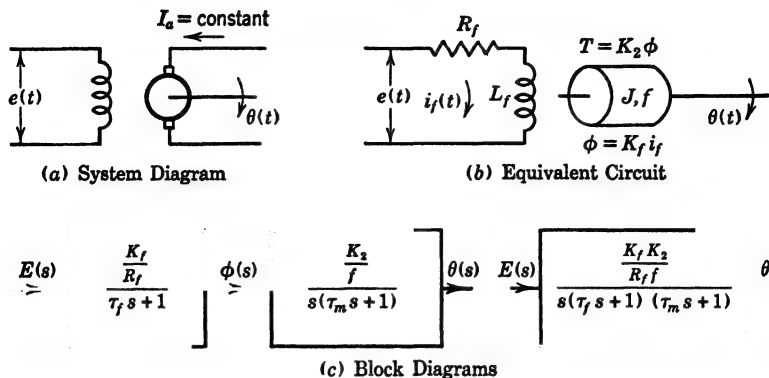 I_a = constant
e(t)
θ(t)
(a) System Diagram
R_f
e(t)
i_f(t)
L_f
T = K_2 ϕ
J, f
ϕ = K_f i_f
θ(t)
(b) Equivalent Circuit
E(s)
K_f
R_f
τ_f s + 1
ϕ(s)
K_2
f
s(τ_m s + 1)
θ(s)
E(s)
K_f K_2
R_f f
s(τ_f s + 1) (τ_m s + 1)
θ
(c) Block Diagrams